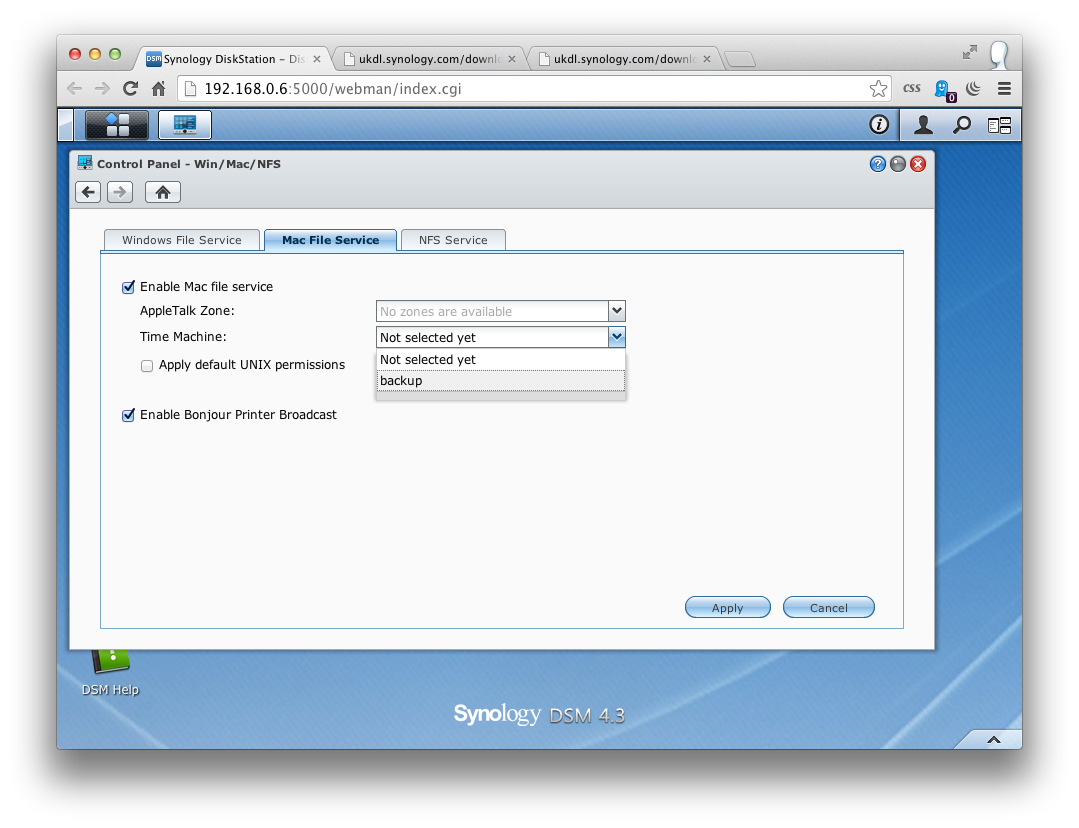 DSM Synology DiskStation – Dis
ukdl.synology.com/downl
ukdl.synology.com/downl
192.168.0.6:5000/webman/index.cgi
CSS
0
Control Panel - Win/Mac/NFS
Windows File Service
Mac File Service
NFS Service
Enable Mac file service
AppleTalk Zone:
No zones are available
Time Machine:
Not selected yet
Not selected yet
Apply default UNIX permissions
backup
Enable Bonjour Printer Broadcast
Apply
Cancel
DSM Help
Synology DSM 4.3